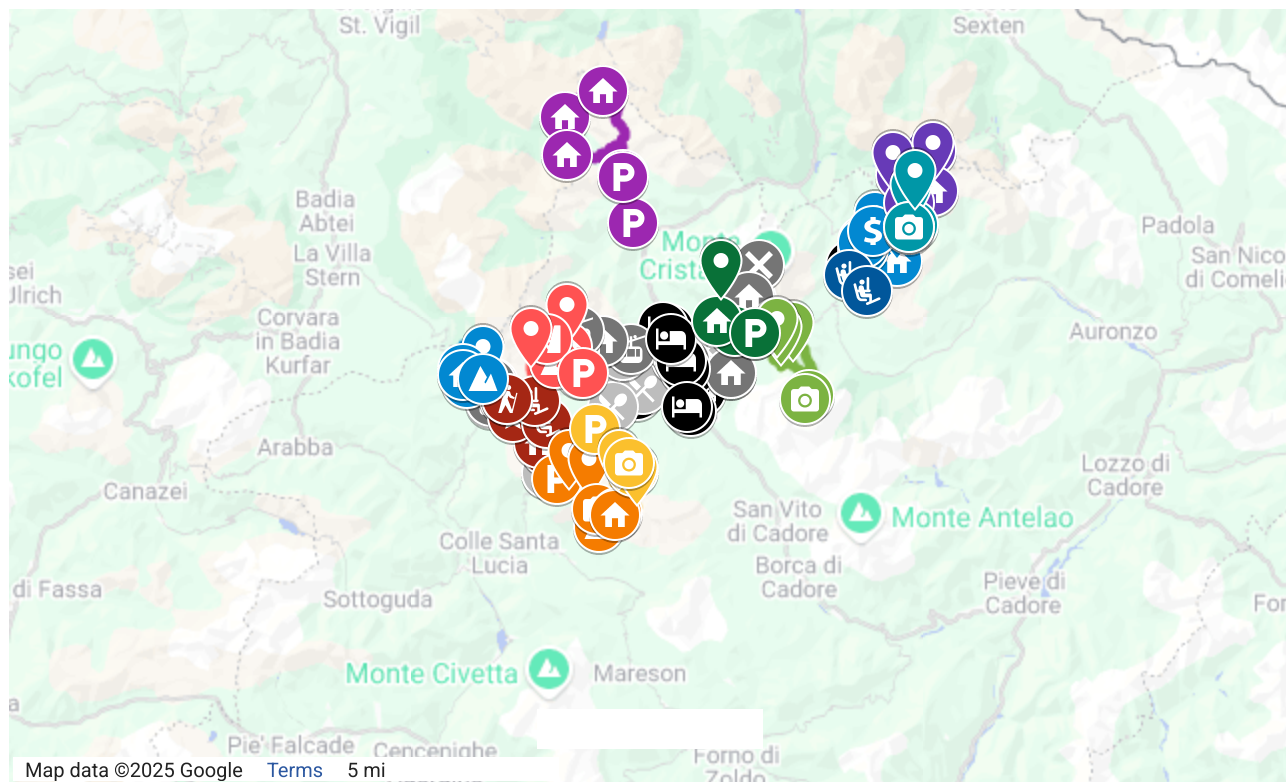 St. Vigil
Sexten
Badia
Abtei
La Villa
Stern
Monte
Padola
San Nico
di Comeli
Corvara
in Badia
Kurfar
Auronzo
Arabba
Canazei
Lozzo di
Cadore
San Vito
di Cadore
Monte Antelao
Colle Santa
Lucia
Borca di
Cadore
Pieve di
Cadore
di Fassa
Sottoguda
For
Monte Civetta
Mareson
Pie' Falcade
Cencenighe
Forno di
Zoldo
P
P
P
P
P
P
$
Map data ©2025 Google Terms 5 mi